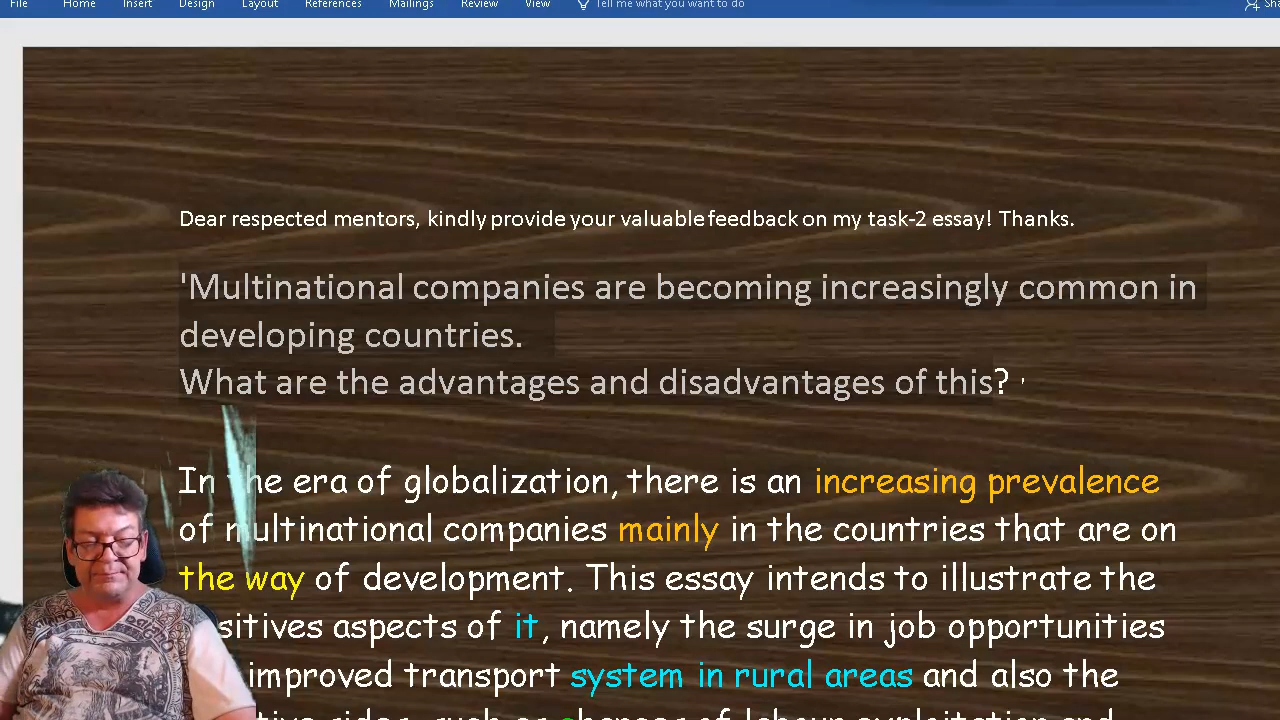 File Home Insert Design Layout References Mailings Review View Tell me what you want to do
Dear respected mentors, kindly provide your valuable feedback on my task-2 essay! Thanks.
'Multinational companies are becoming increasingly common in
developing countries.
What are the advantages and disadvantages of this? '
In the era of globalization, there is an increasing prevalence
of multinational companies mainly in the countries that are on
the way of development. This essay intends to illustrate the
sitives aspects of it, namely the surge in job opportunities
improved transport system in rural areas and also the